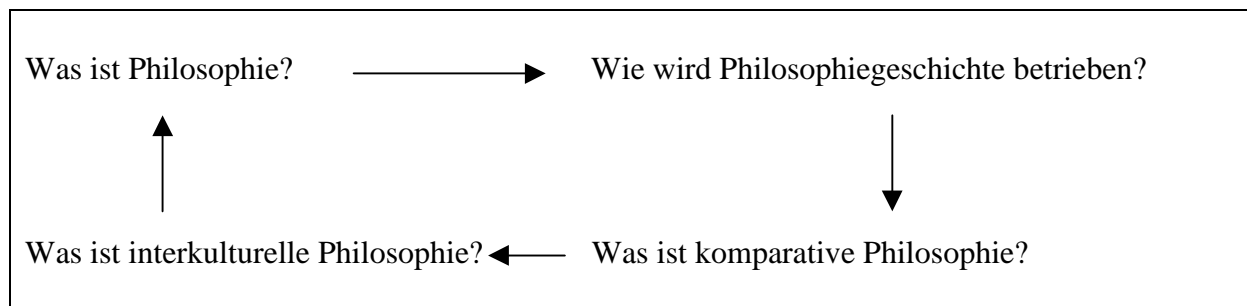 Was ist Philosophie? Wie wird Philosophiegeschichte betrieben?
Was ist interkulturelle Philosophie? Was ist komparative Philosophie?